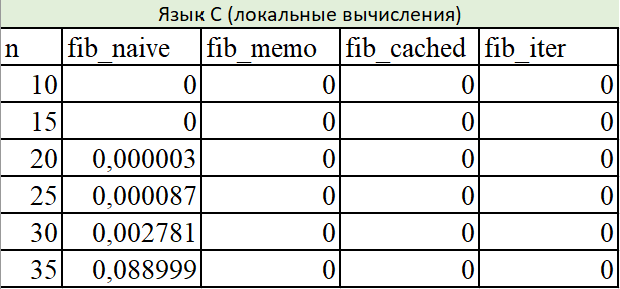 Язык С (локальные вычисления)
n fib_naive fib_memo fib_cached fib_iter
10 0 0 0 0
15 0 0 0 0
20 0,000003 0 0 0
25 0,000087 0 0 0
30 0,002781 0 0 0
35 0,088999 0 0 0